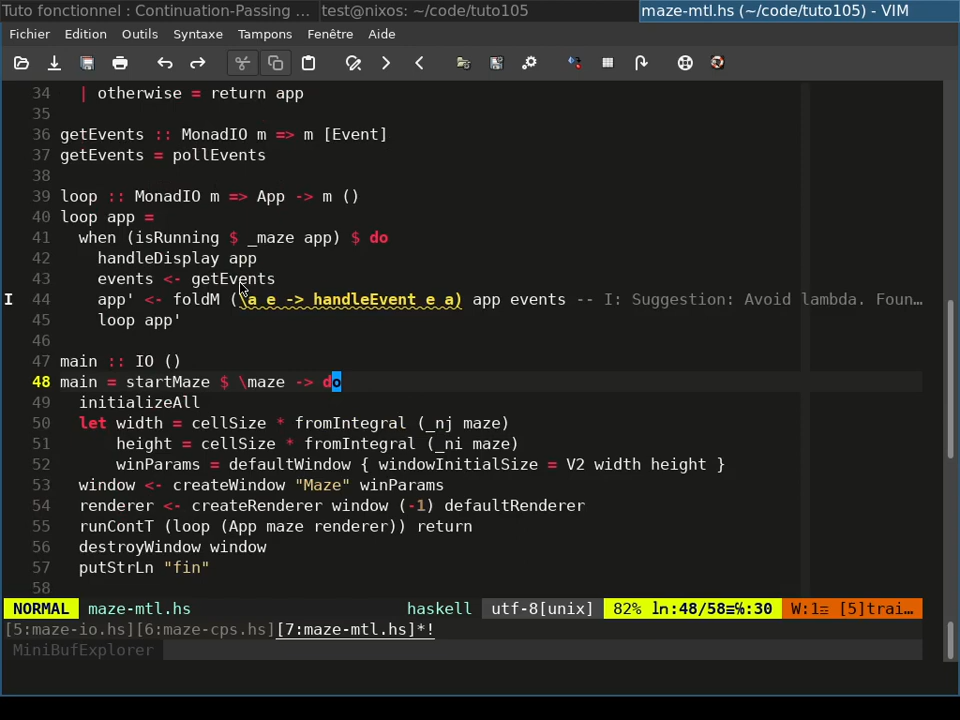 Tuto fonctionnel : Continuation-Passing ...
test@nixos: ~/code/tuto105
maze-mtl.hs (~/code/tuto105) - VIM
Fichier Edition Outils Syntaxe Tampons Fenêtre Aide
34 | otherwise = return app
35
36 getEvents :: MonadIO m => m [Event]
37 getEvents = pollEvents
38
39 loop :: MonadIO m => App -> m ()
40 loop app =
41 when (isRunning $ _maze app) $ do
42 handleDisplay app
43 events <- getEvents
I 44 app' <- foldM (\a e -> handleEvent e a) app events -- I: Suggestion: Avoid lambda. Foun…
45 loop app'
46
47 main :: IO ()
48 main = startMaze $ \maze -> do
49 initializeAll
50 let width = cellSize * fromIntegral (_nj maze)
51 height = cellSize * fromIntegral (_ni maze)
52 winParams = defaultWindow { windowInitialSize = V2 width height }
53 window <- createWindow "Maze" winParams
54 renderer <- createRenderer window (-1) defaultRenderer
55 runContT (loop (App maze renderer)) return
56 destroyWindow window
57 putStrLn "fin"
58
NORMAL maze-mtl.hs haskell utf-8[unix] 82% ln:48/58≡℅:30 W:1≡ [5]trai…
[5:maze-io.hs][6:maze-cps.hs][7:maze-mtl.hs]*!
MiniBufExplorer